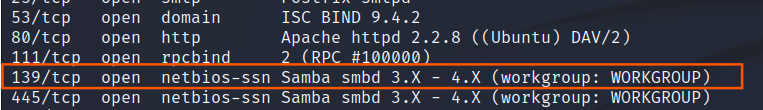 53/tcp open domain ISC BIND 9.4.2
80/tcp open http Apache httpd 2.2.8 ((Ubuntu) DAV/2)
111/tcp open rpcbind 2 (RPC #100000)
139/tcp open netbios-ssn Samba smbd 3.X - 4.X (workgroup: WORKGROUP)
445/tcp open netbios-ssn Samba smbd 3.X - 4.X (workgroup: WORKGROUP)